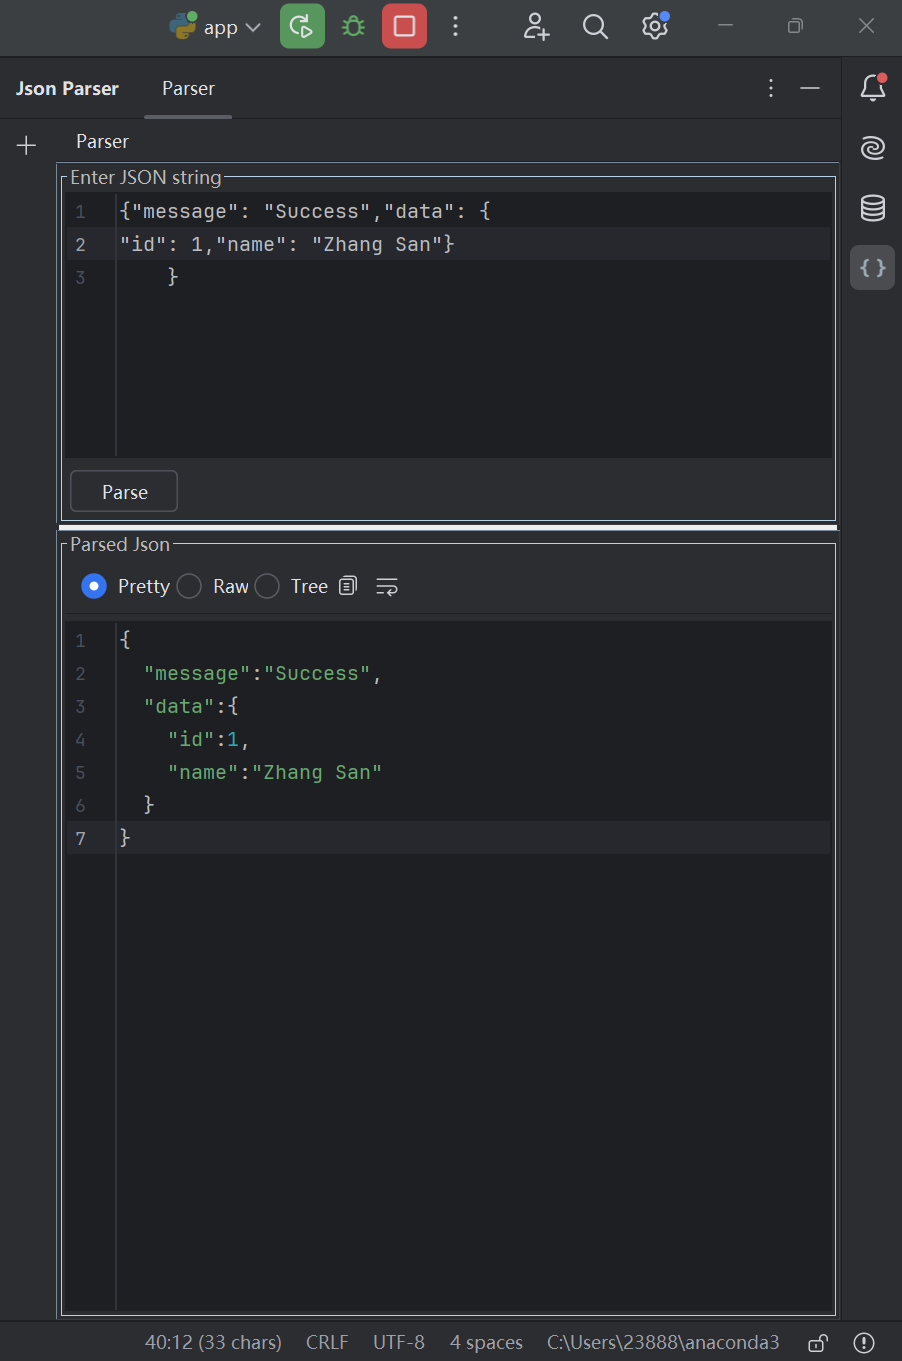 app
Json Parser Parser
Parser
Enter JSON string
1 {"message": "Success","data": {
2 "id": 1,"name": "Zhang San"}
3     }
Parse
Parsed Json
Pretty Raw Tree
1 {
2   "message":"Success",
3   "data":{
4     "id":1,
5     "name":"Zhang San"
6   }
7 }
40:12 (33 chars) CRLF UTF-8 4 spaces C:\Users\23888\anaconda3